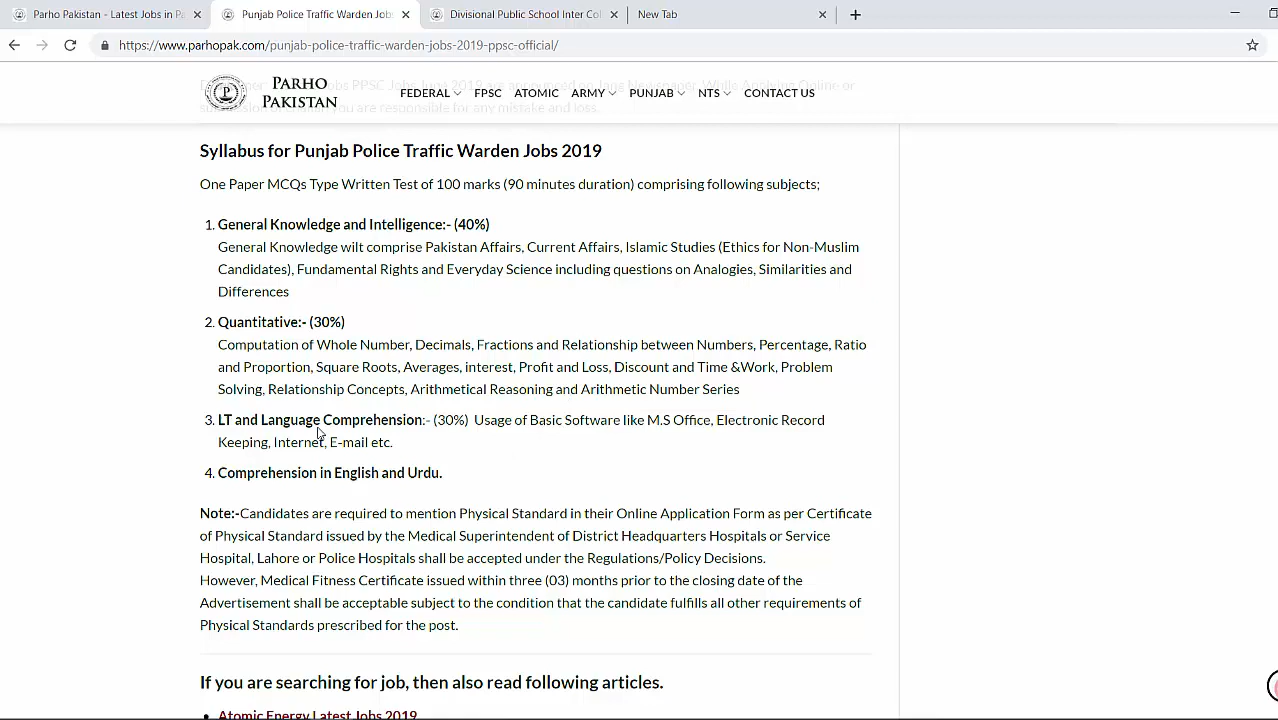 Parho Pakistan - Latest Jobs in Pa
Punjab Police Traffic Warden Jobs
Divisional Public School Inter Col
New Tab
https://www.parhopak.com/punjab-police-traffic-warden-jobs-2019-ppsc-official/
PARHO
PAKISTAN
FEDERAL FPSC ATOMIC ARMY PUNJAB NTS CONTACT US
Syllabus for Punjab Police Traffic Warden Jobs 2019
One Paper MCQs Type Written Test of 100 marks (90 minutes duration) comprising following subjects;
1. General Knowledge and Intelligence:- (40%)
General Knowledge wilt comprise Pakistan Affairs, Current Affairs, Islamic Studies (Ethics for Non-Muslim
Candidates), Fundamental Rights and Everyday Science including questions on Analogies, Similarities and
Differences
2. Quantitative:- (30%)
Computation of Whole Number, Decimals, Fractions and Relationship between Numbers, Percentage, Ratio
and Proportion, Square Roots, Averages, interest, Profit and Loss, Discount and Time &Work, Problem
Solving, Relationship Concepts, Arithmetical Reasoning and Arithmetic Number Series
3. LT and Language Comprehension:- (30%) Usage of Basic Software like M.S Office, Electronic Record
Keeping, Internet, E-mail etc.
4. Comprehension in English and Urdu.
Note:-Candidates are required to mention Physical Standard in their Online Application Form as per Certificate
of Physical Standard issued by the Medical Superintendent of District Headquarters Hospitals or Service
Hospital, Lahore or Police Hospitals shall be accepted under the Regulations/Policy Decisions.
However, Medical Fitness Certificate issued within three (03) months prior to the closing date of the
Advertisement shall be acceptable subject to the condition that the candidate fulfills all other requirements of
Physical Standards prescribed for the post.
If you are searching for job, then also read following articles.
• Atomic Energy Latest Jobs 2019